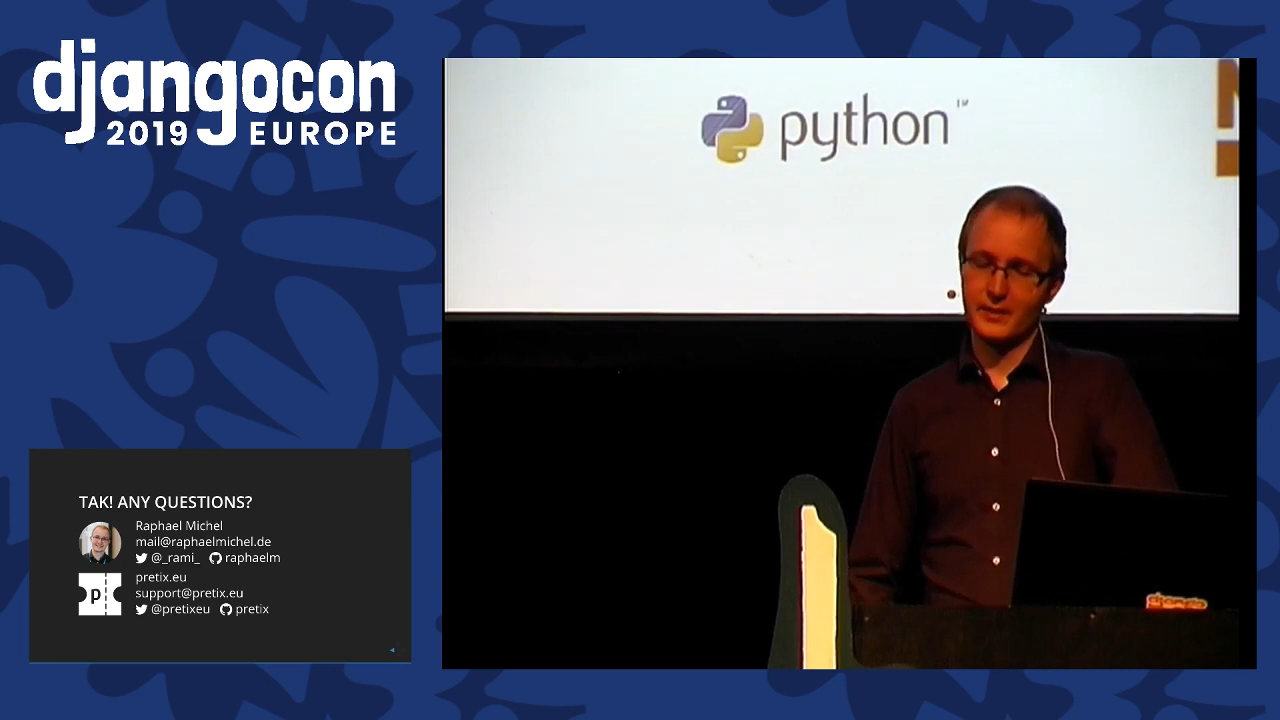 djangocon
2019 EUROPE
python™
TAK! ANY QUESTIONS?
Raphael Michel
mail@raphaelmichel.de
@_rami_ raphaelm
pretix.eu
support@pretix.eu
@pretixeu pretix
p
django